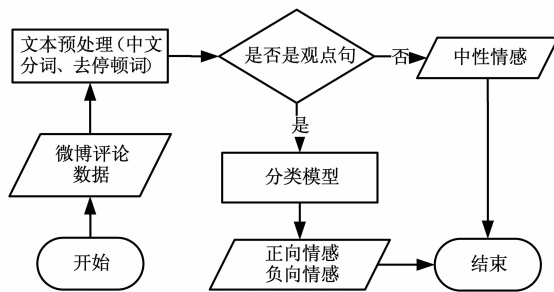 文本预处理(中文
分词、去停顿词)
是否是观点句
否
中性情感
是
微博评论
数据
分类模型
正向情感
负向情感
开始
结束